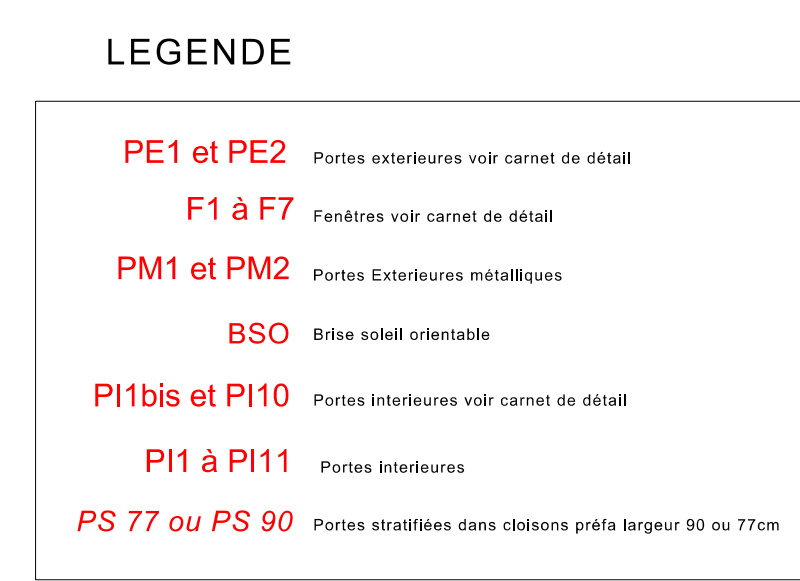 LEGENDE
PE1 et PE2 Portes exterieures voir carnet de détail
F1 à F7 Fenêtres voir carnet de détail
PM1 et PM2 Portes Exterieures métalliques
BSO Brise soleil orientable
PI1bis et PI10 Portes interieures voir carnet de détail
PI1 à PI11 Portes interieures
PS 77 ou PS 90 Portes stratifiées dans cloisons préfa largeur 90 ou 77cm